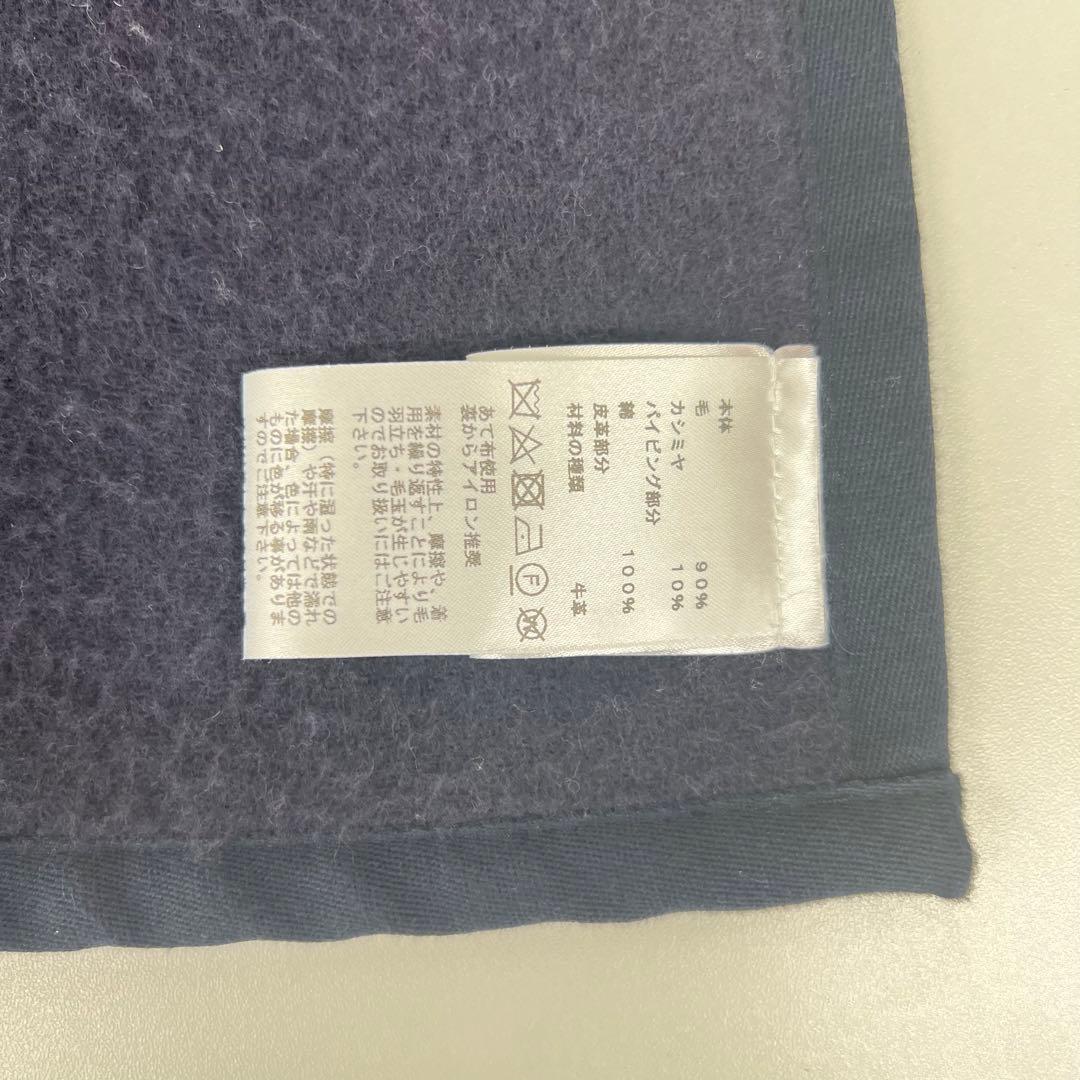 本体
毛 90%
カシミヤ 10%
パイピング部分
綿 100%
皮革部分
材料の種類 牛革
F W
あて布使用
裏からアイロン推奨
素材の特性上、摩擦や、着
用を繰り返すことにより毛
羽立ち・毛玉が生じやすい
のでお取り扱いにはご注意
下さい。
摩擦（特に湿った状態での
摩擦）や汗や雨などで濡れ
た場合、色によっては他の
ものに色が移る事がありま
すのでご注意下さい。